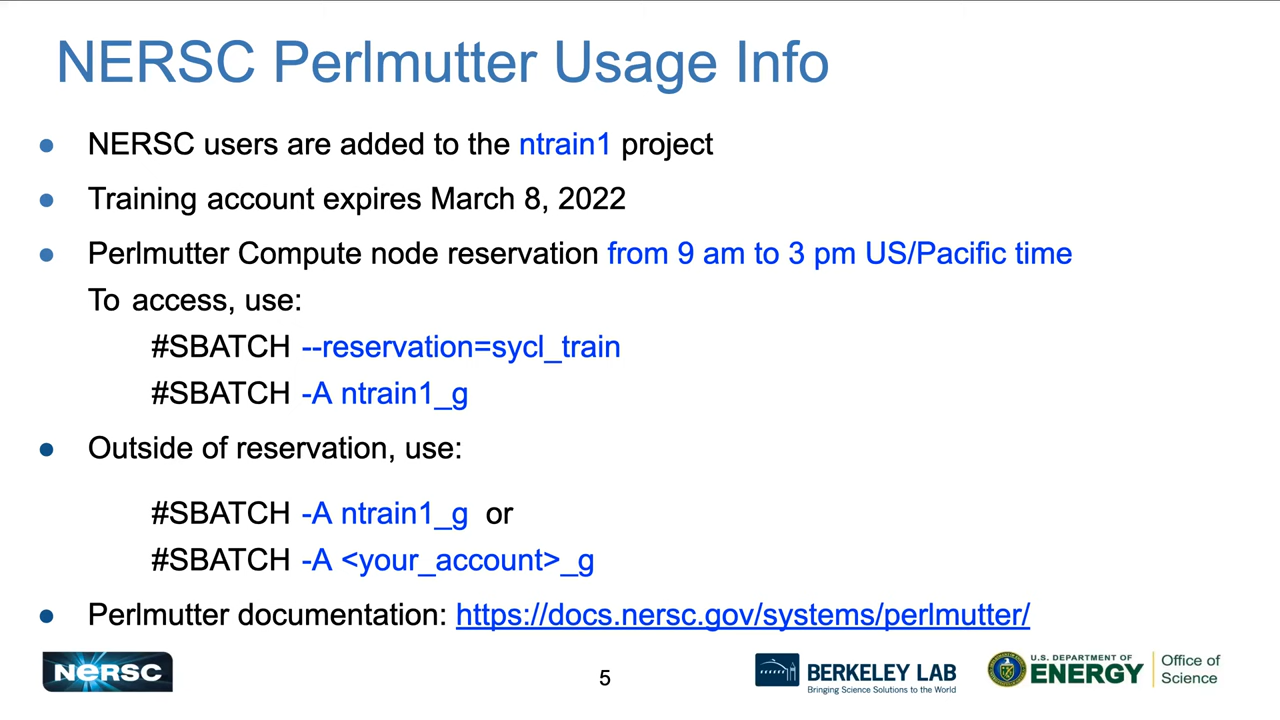 NERSC Perlmutter Usage Info
● NERSC users are added to the ntrain1 project
● Training account expires March 8, 2022
● Perlmutter Compute node reservation from 9 am to 3 pm US/Pacific time
To access, use:
#SBATCH --reservation=sycl_train
#SBATCH -A ntrain1_g
● Outside of reservation, use:
#SBATCH -A ntrain1_g or
#SBATCH -A <your_account>_g
● Perlmutter documentation: https://docs.nersc.gov/systems/perlmutter/
NERSC
5
BERKELEY LAB
Bringing Science Solutions to the World
U.S. DEPARTMENT OF
ENERGY
Office of
Science